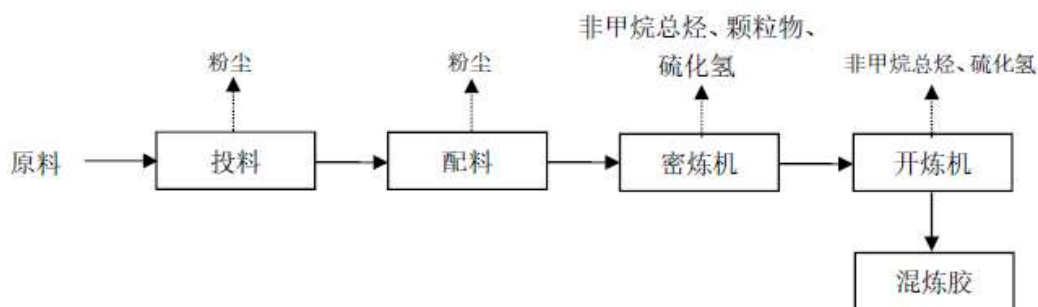 非甲烷总烃、颗粒物、
硫化氢
粉尘
粉尘
非甲烷总烃、硫化氢
原料
投料
配料
密炼机
开炼机
混炼胶